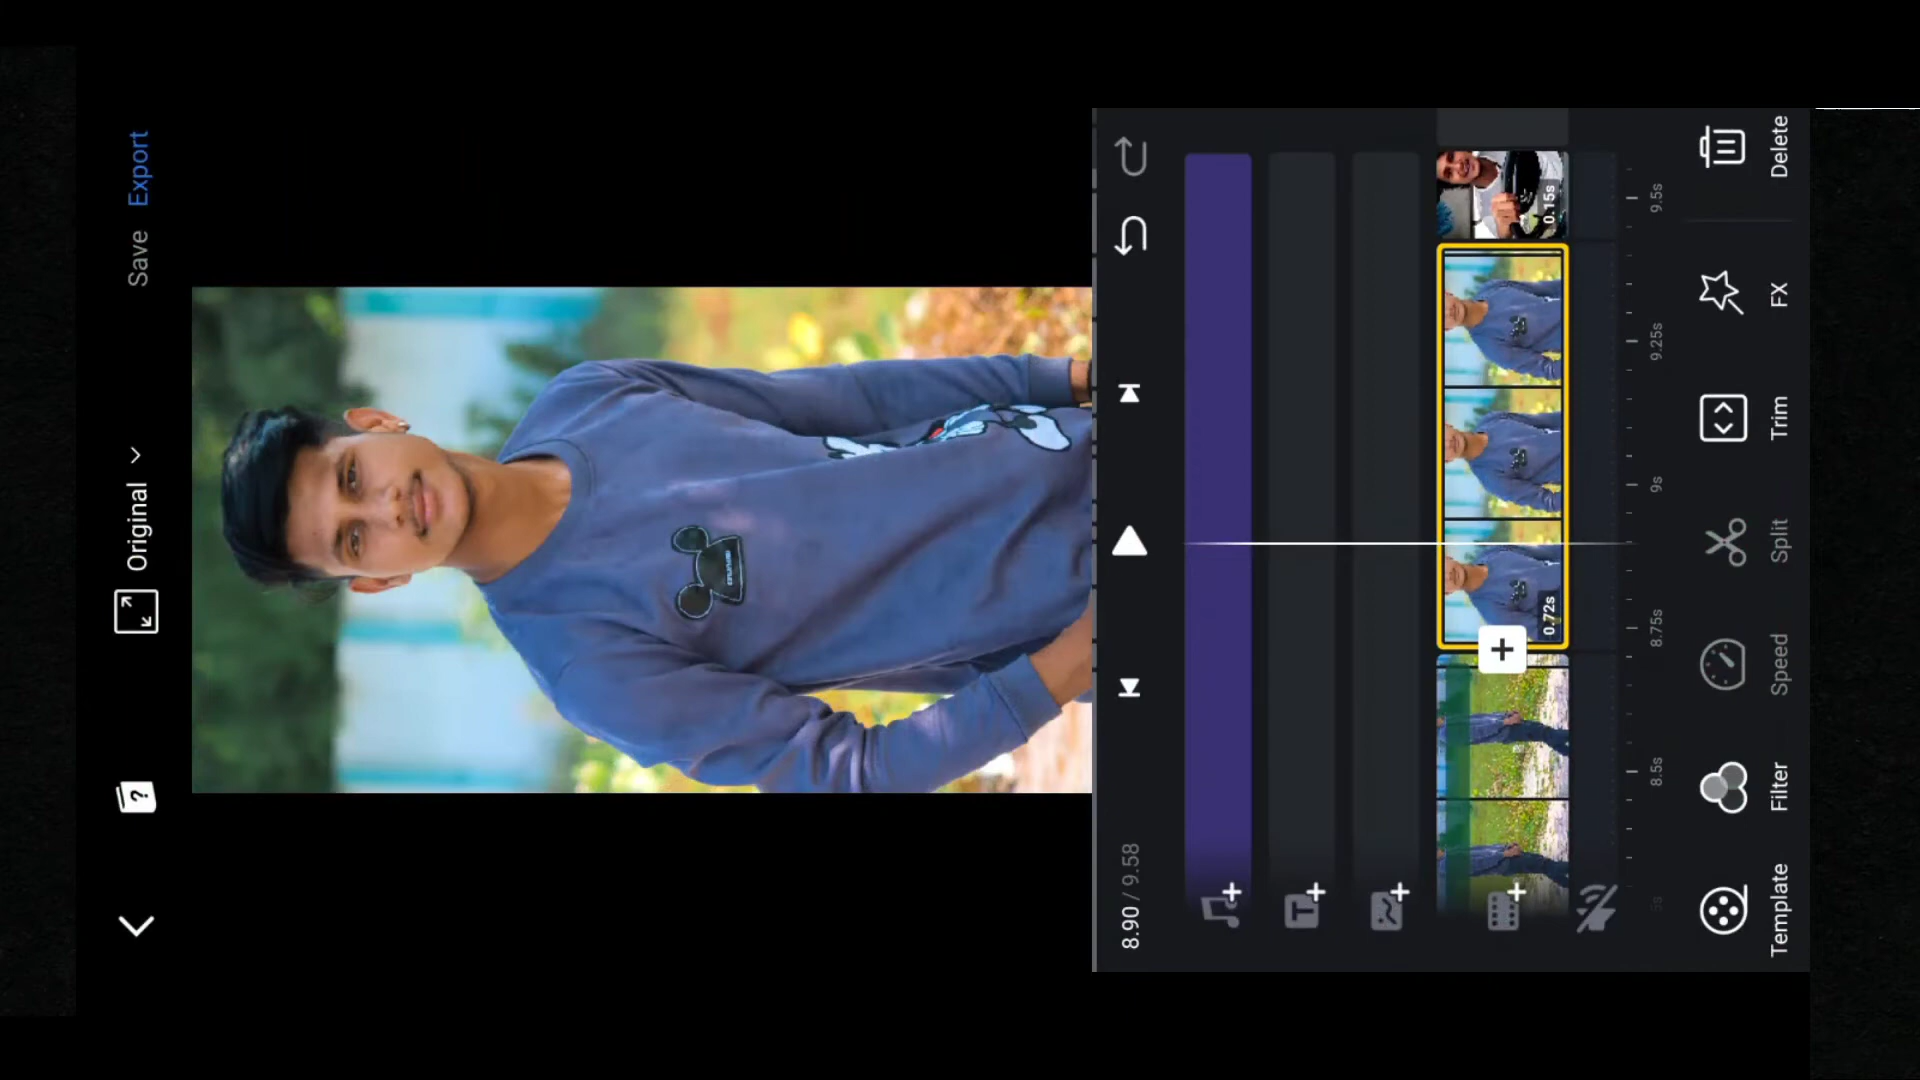 Original
Save
Export
8.90 / 9.58
0.72s
0.15s
8.5s
8.75s
9s
9.25s
9.5s
Template
Filter
Speed
Split
Trim
FX
Delete